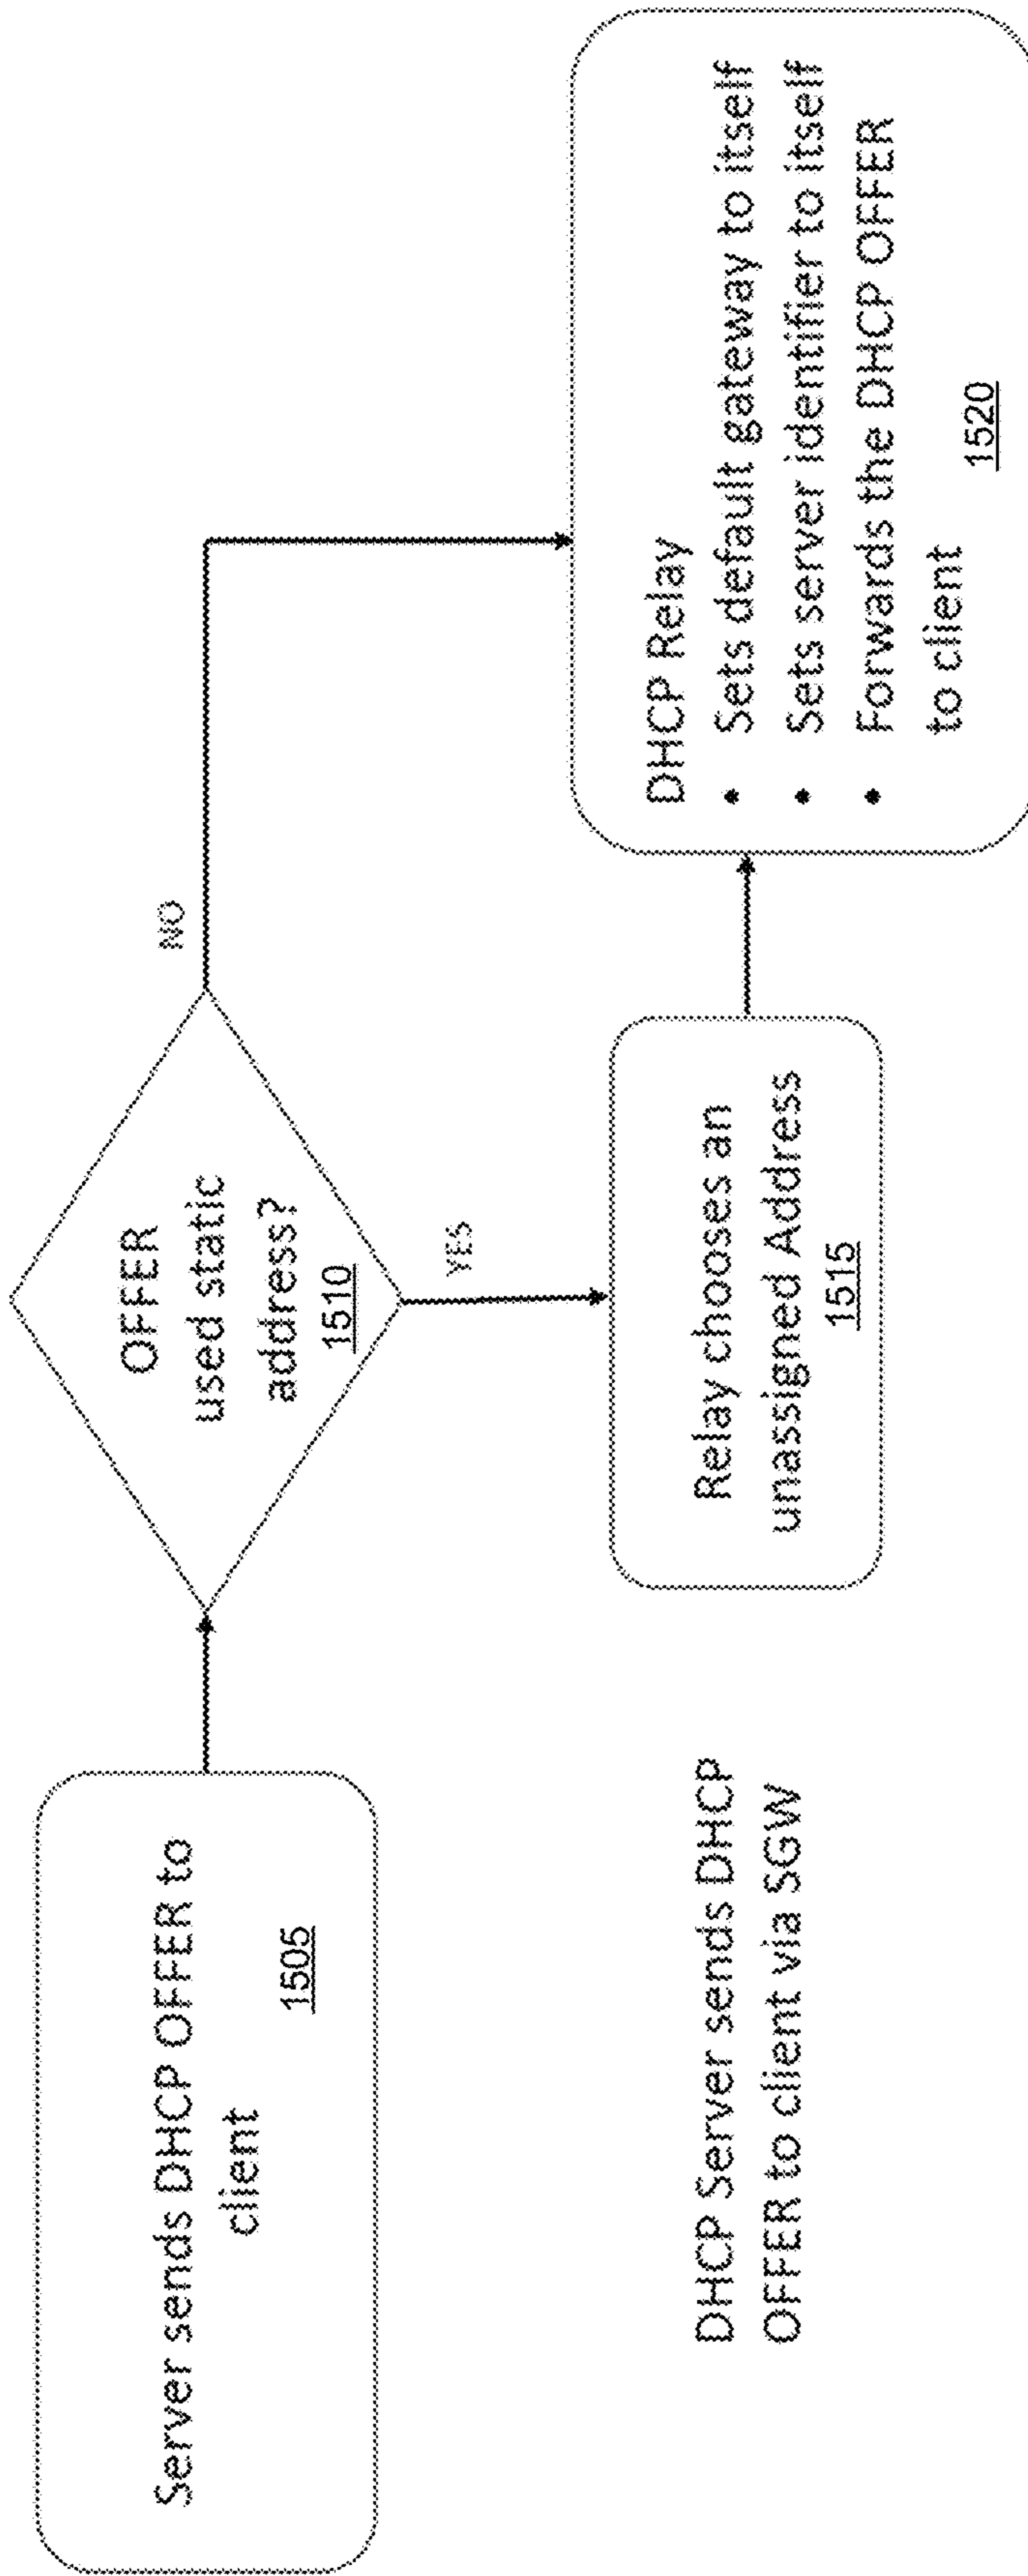 Server sends DHCP OFFER to
client
1505
OFFER
used static
address?
1510
NO
YES
Relay chooses an
unassigned Address
1515
DHCP Relay
• Sets default gateway to itself
• Sets server identifier to itself
• Forwards the DHCP OFFER
to client
1520
DHCP Server sends DHCP
OFFER to client via SGW